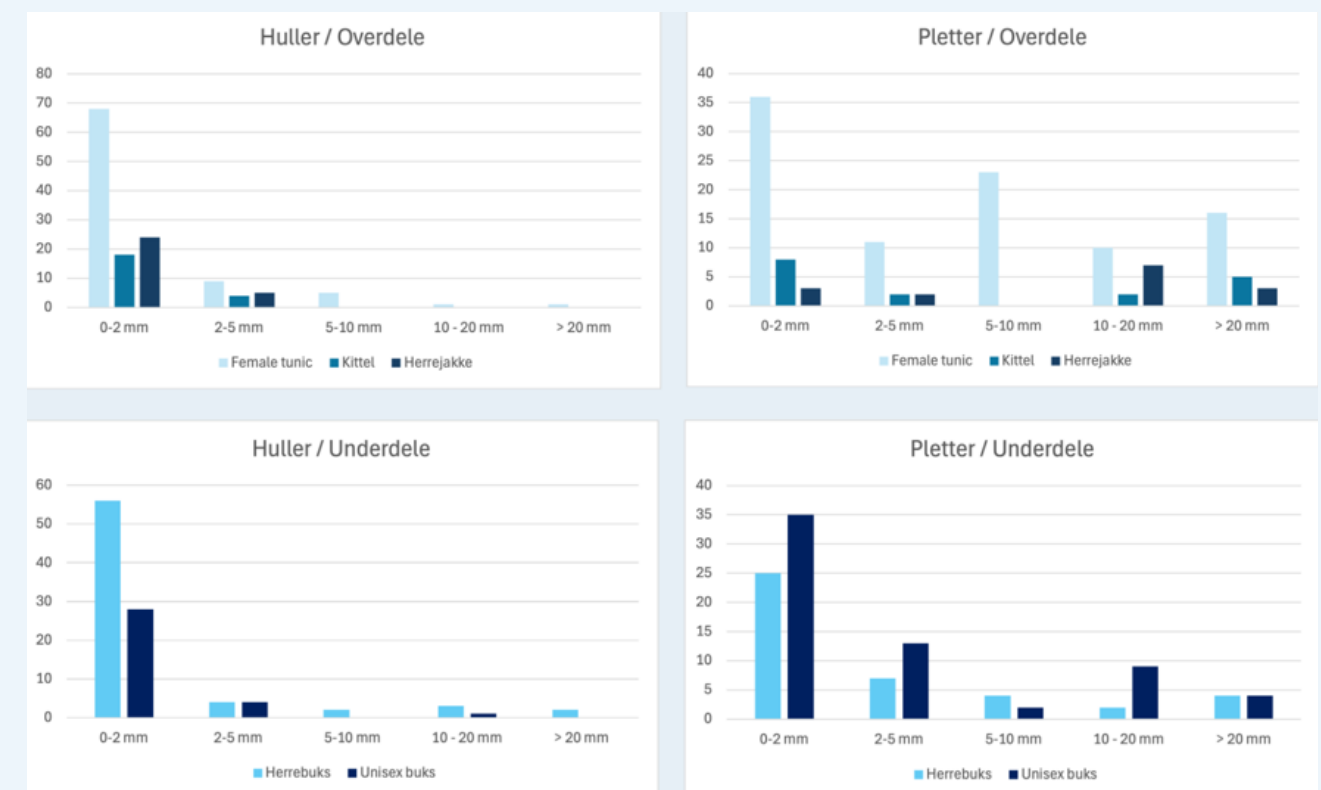 Huller / Overdele
80
70
60
50
40
30
20
10
0
0-2 mm 2-5 mm 5-10 mm 10 - 20 mm > 20 mm
Female tunic Kittel Herrejakke
Pletter / Overdele
40
35
30
25
20
15
10
5
0
0-2 mm 2-5 mm 5-10 mm 10 - 20 mm > 20 mm
Female tunic Kittel Herrejakke
Huller / Underdele
60
50
40
30
20
10
0
0-2 mm 2-5 mm 5-10 mm 10 - 20 mm > 20 mm
Herrebuks Unisex buks
Pletter / Underdele
40
35
30
25
20
15
10
5
0
0-2 mm 2-5 mm 5-10 mm 10 - 20 mm > 20 mm
Herrebuks Unisex buks